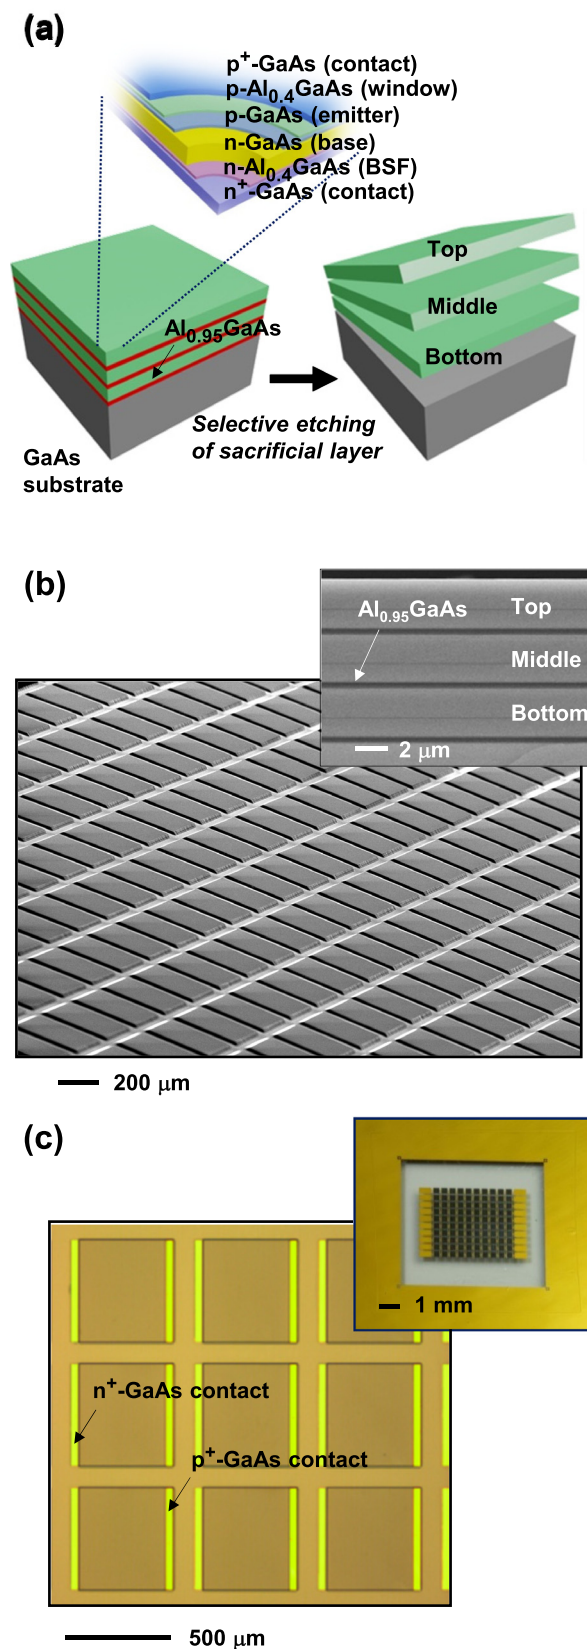 (a)
p⁺-GaAs (contact)
p-Al₀.₄GaAs (window)
p-GaAs (emitter)
n-GaAs (base)
n-Al₀.₄GaAs (BSF)
n⁺-GaAs (contact)
Top
Middle
Bottom
Al₀.₉₅GaAs
Selective etching
of sacrificial layer
GaAs
substrate
(b)
Al₀.₉₅GaAs
Top
Middle
Bottom
2 μm
200 μm
(c)
1 mm
n⁺-GaAs contact
p⁺-GaAs contact
500 μm